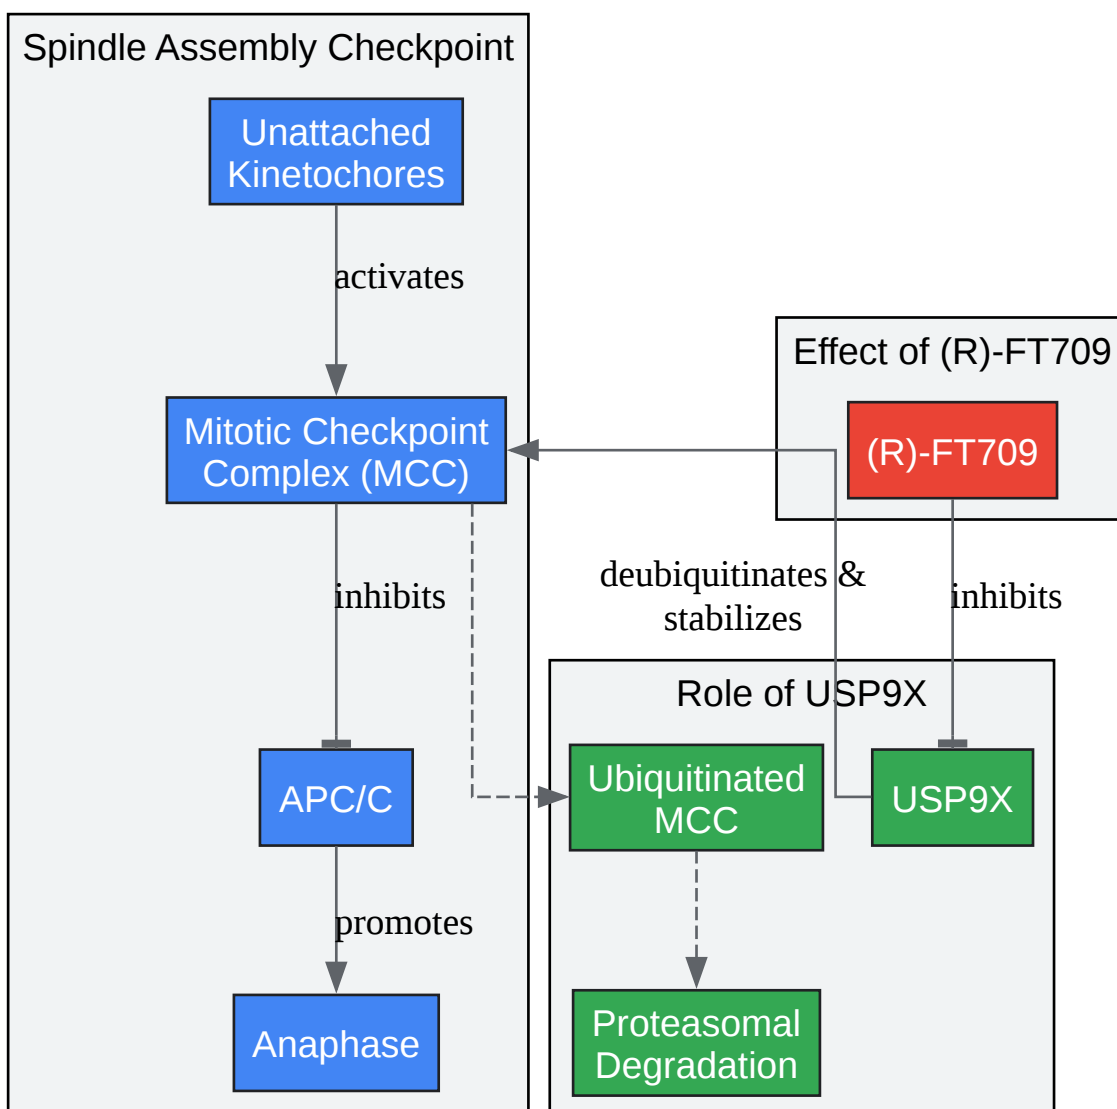 Spindle Assembly Checkpoint
Unattached
Kinetochores
activates
Mitotic Checkpoint
Complex (MCC)
inhibits
APC/C
promotes
Anaphase
Effect of (R)-FT709
(R)-FT709
inhibits
deubiquitinates &
stabilizes
Role of USP9X
Ubiquitinated
MCC
USP9X
Proteasomal
Degradation